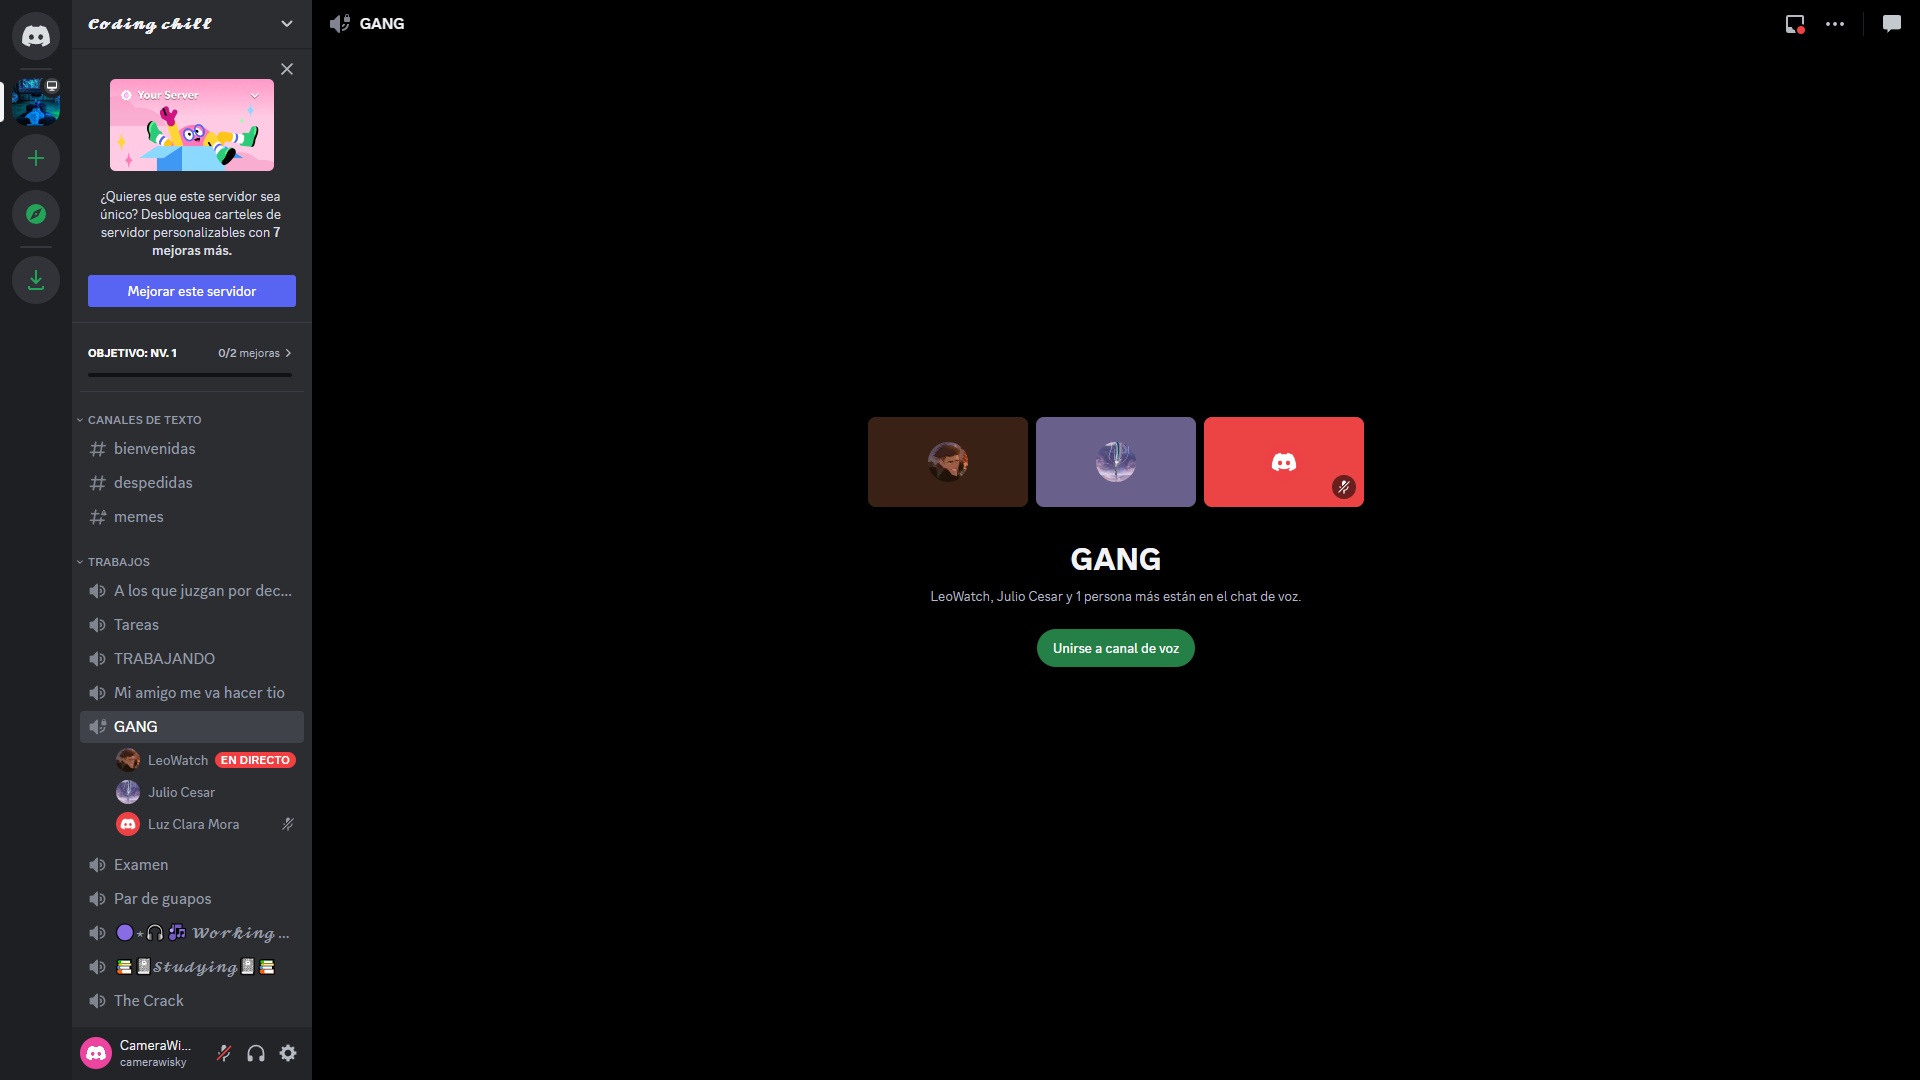 Coding chill
GANG
Your Server
¿Quieres que este servidor sea
único? Desbloquea carteles de
servidor personalizables con 7
mejoras más.
Mejorar este servidor
OBJETIVO: NV. 1
0/2 mejoras
CANALES DE TEXTO
bienvenidas
despedidas
memes
TRABAJOS
A los que juzgan por dec...
Tareas
TRABAJANDO
Mi amigo me va hacer tio
GANG
LeoWatch EN DIRECTO
Julio Cesar
Luz Clara Mora
Examen
Par de guapos
Working ...
Studying
The Crack
CameraWi...
camerawisky
GANG
LeoWatch, Julio Cesar y 1 persona más están en el chat de voz.
Unirse a canal de voz